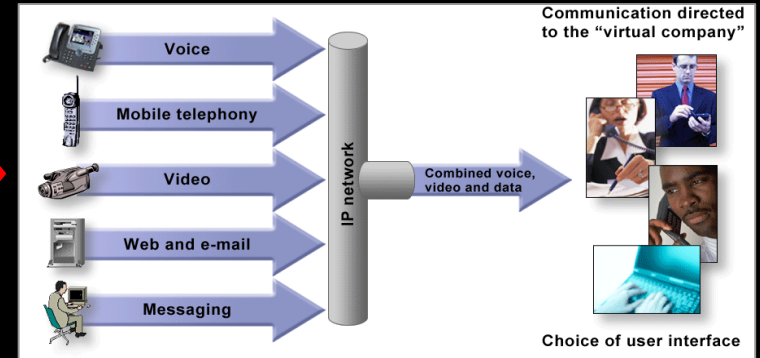 Communication directed
to the “virtual company”
Voice
Mobile telephony
Video
Web and e-mail
Messaging
IP network
Combined voice,
video and data
Choice of user interface